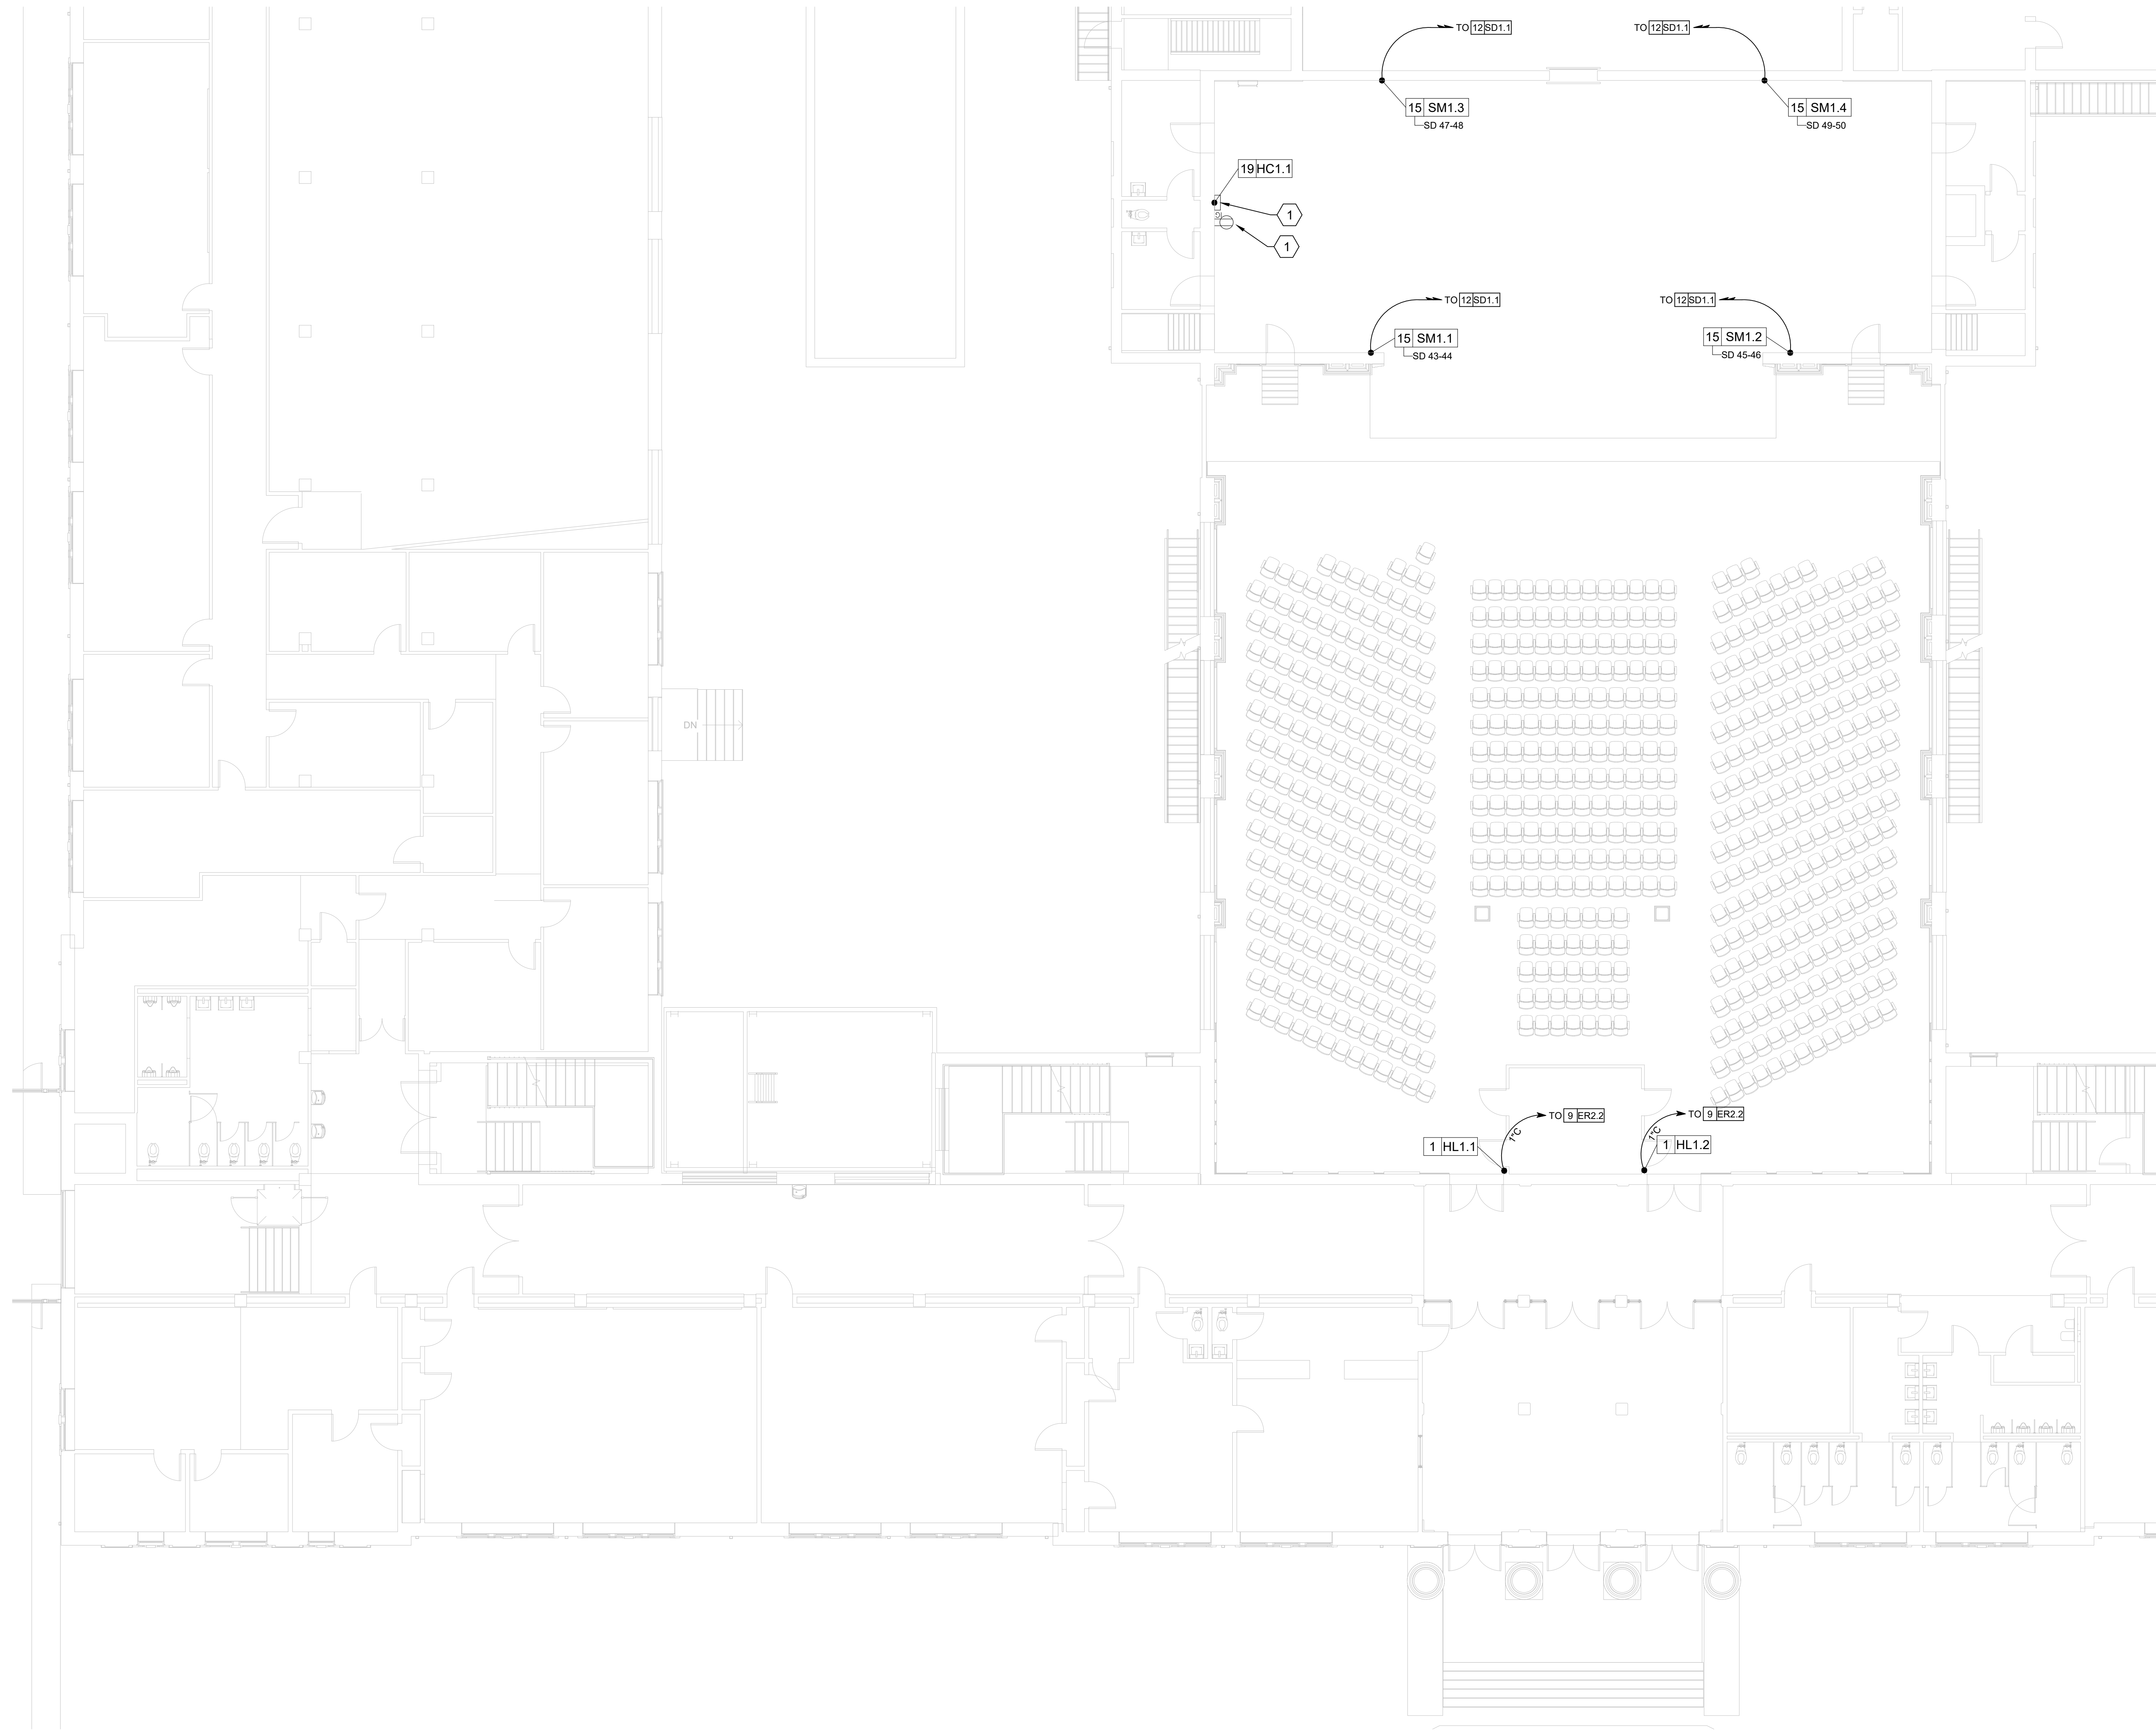 TO 12 SD1.1
TO 12 SD1.1
15 SM1.3
SD 47-48
15 SM1.4
SD 49-50
19 HC1.1
1
1
TO 12 SD1.1
TO 12 SD1.1
15 SM1.1
SD 43-44
15 SM1.2
SD 45-46
DN
TO 9 ER2.2
TO 9 ER2.2
1"C
1"C
1 HL1.1
1 HL1.2